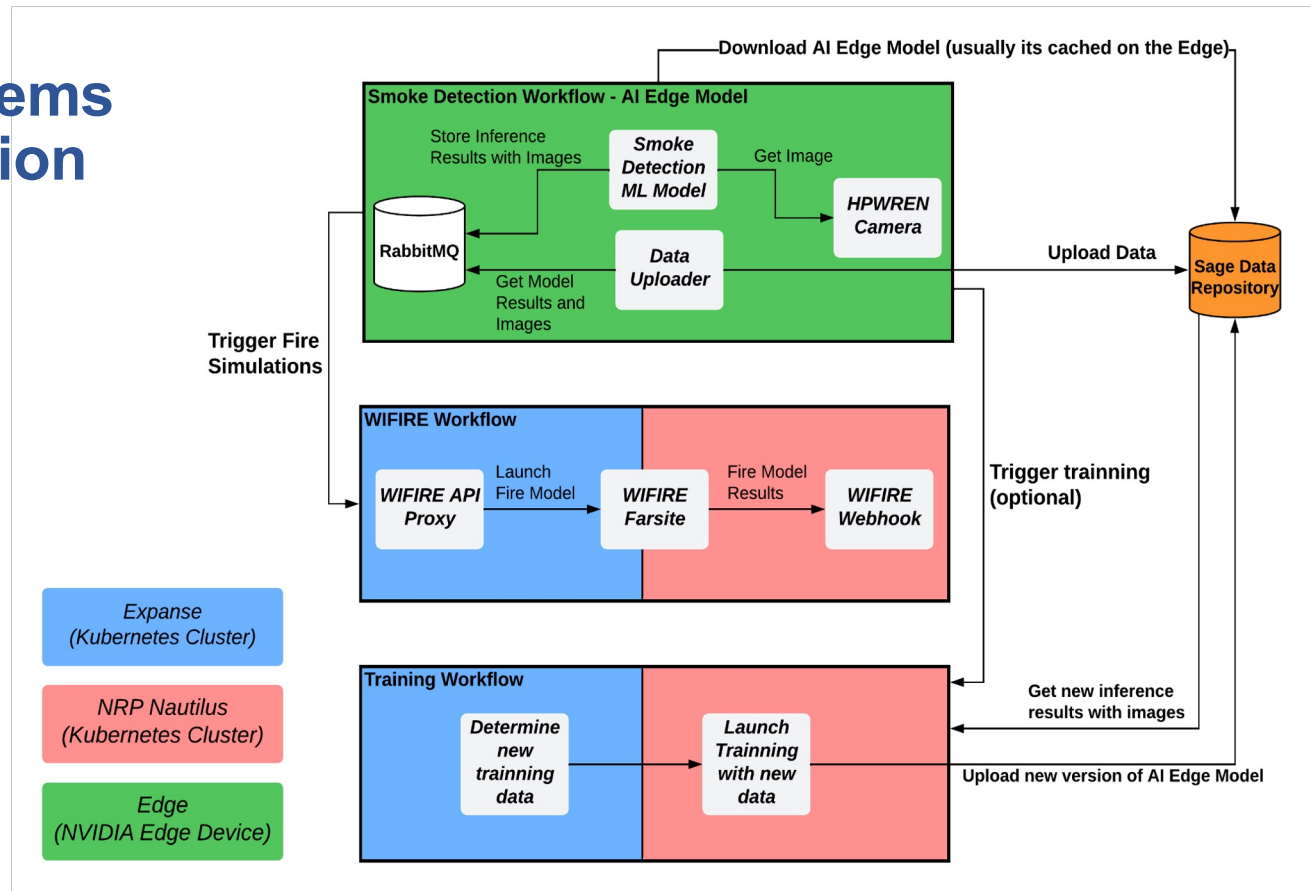 ems
ion
Download AI Edge Model (usually its cached on the Edge)
Smoke Detection Workflow - AI Edge Model
Store Inference
Results with Images
Smoke
Detection
ML Model
Get Image
HPWREN
Camera
RabbitMQ
Data
Uploader
Get Model
Results and
Images
Upload Data
Sage Data
Repository
Trigger Fire
Simulations
WIFIRE Workflow
WIFIRE API
Proxy
Launch
Fire Model
WIFIRE
Farsite
Fire Model
Results
WIFIRE
Webhook
Trigger trainning
(optional)
Expanse
(Kubernetes Cluster)
NRP Nautilus
(Kubernetes Cluster)
Edge
(NVIDIA Edge Device)
Training Workflow
Determine
new
trainning
data
Launch
Trainning
with new
data
Get new inference
results with images
Upload new version of AI Edge Model